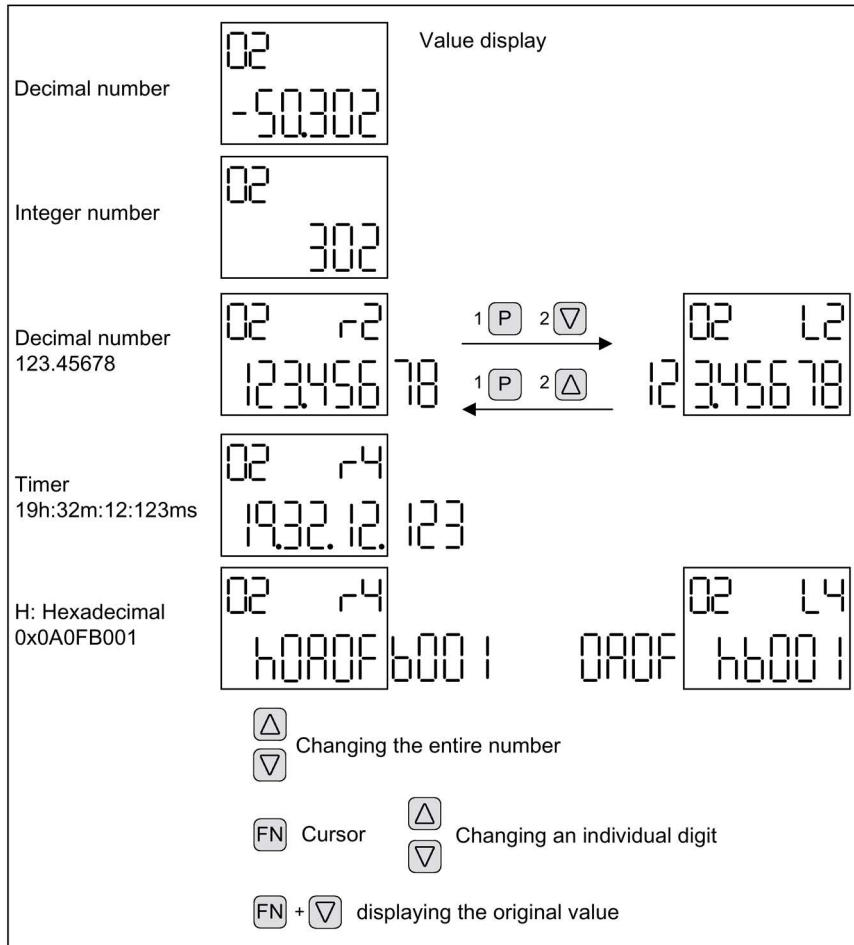 Value display
02
Decimal number
-50.302
02
Integer number
302
02 r2
1 P 2
02 L2
Decimal number
123.45678
123.456 78
1 P 2
12 3.45678
02 r4
Timer
19h:32m:12:123ms
19.32.12. 123
02 r4
02 L4
H: Hexadecimal
0x0A0FB001
h0A0F b001
0A0F hb001
Changing the entire number
FN Cursor
Changing an individual digit
FN + displaying the original value